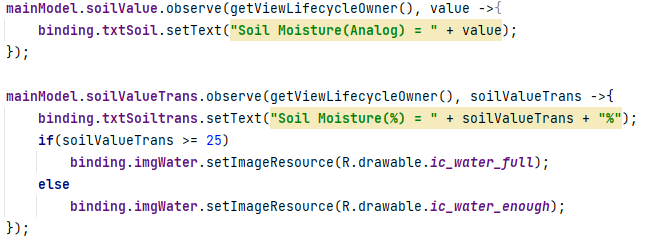 mainModel.soilValue.observe(getViewLifecycleOwner(), value ->{
    binding.txtSoil.setText("Soil Moisture(Analog) = " + value);
});

mainModel.soilValueTrans.observe(getViewLifecycleOwner(), soilValueTrans ->{
    binding.txtSoiltrans.setText("Soil Moisture(%) = " + soilValueTrans + "%");
    if(soilValueTrans >= 25)
        binding.imgWater.setImageResource(R.drawable.ic_water_full);
    else
        binding.imgWater.setImageResource(R.drawable.ic_water_enough);
});